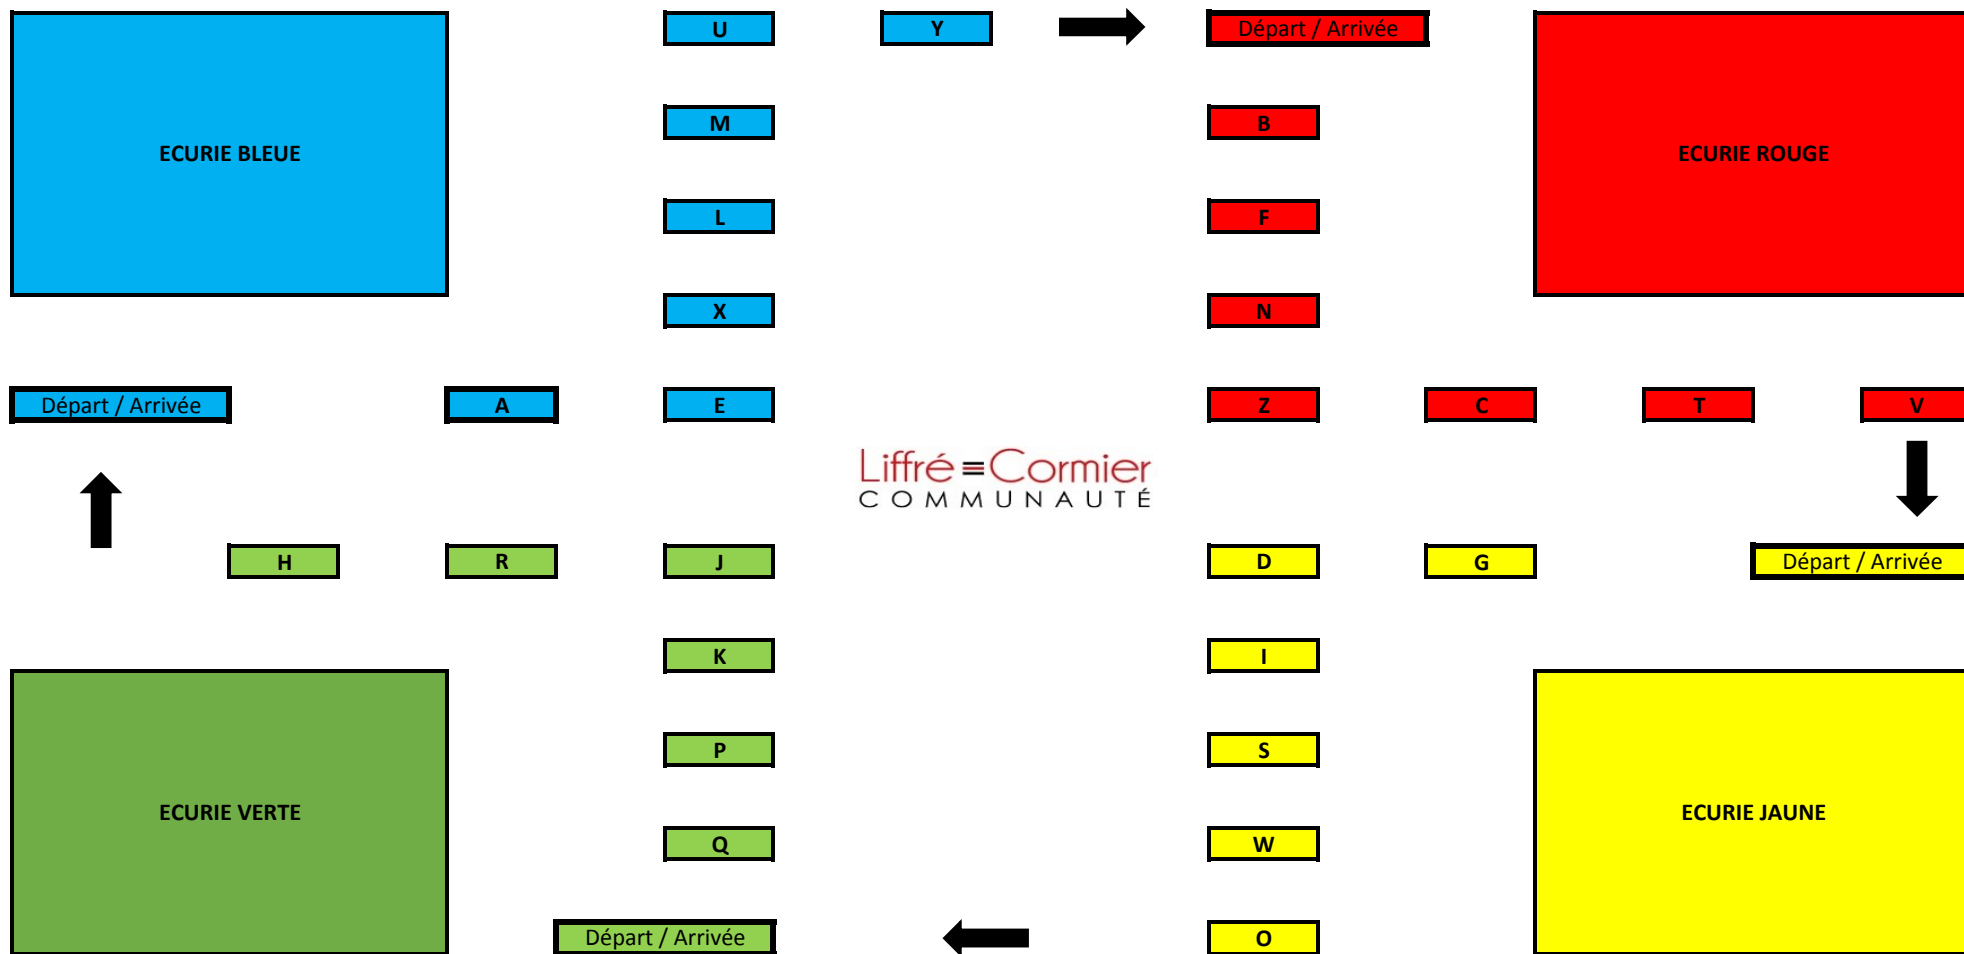 U Y Départ / Arrivée
M B
ECURIE BLEUE ECURIE ROUGE
L F
X N
Départ / Arrivée A E Z C T V
Liffré=Cormier
COMMUNAUTÉ
H R J D G Départ / Arrivée
K I
P S
ECURIE VERTE ECURIE JAUNE
Q W
Départ / Arrivée O